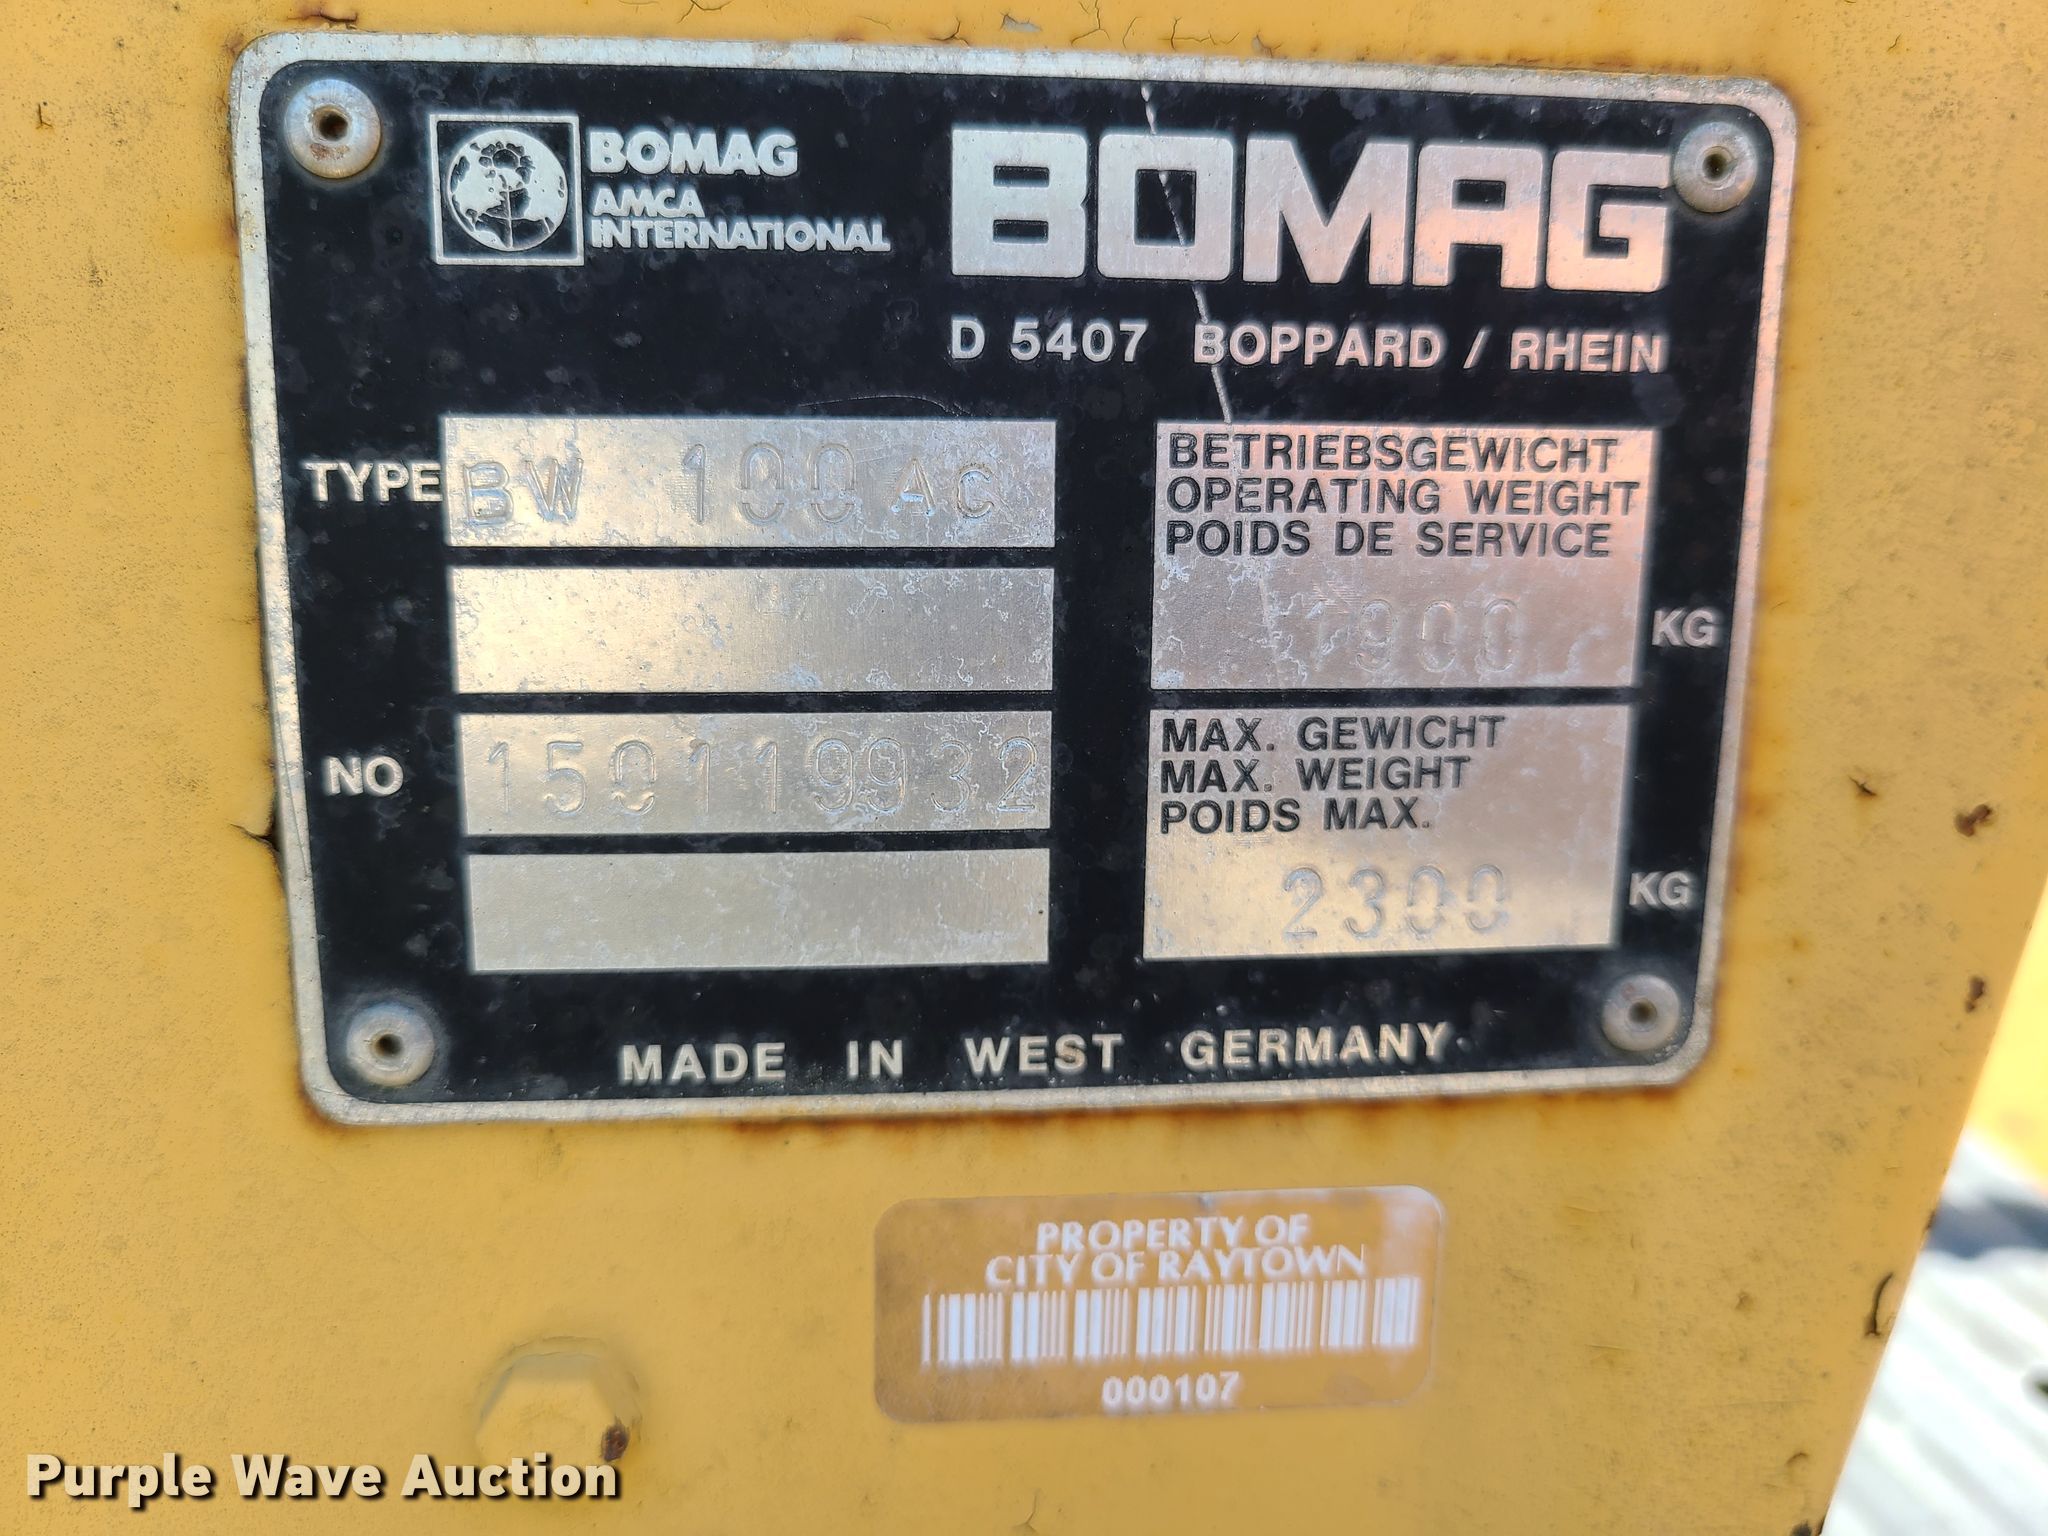 BOMAG
AMCA
INTERNATIONAL
BOMAG
D 5407 BOPPARD / RHEIN
TYPE BW 100 AC
NO 150119932
BETRIEBSGEWICHT
OPERATING WEIGHT
POIDS DE SERVICE
1900 KG
MAX. GEWICHT
MAX. WEIGHT
POIDS MAX.
2300 KG
MADE IN WEST GERMANY
PROPERTY OF
CITY OF RAYTOWN
000107
Purple Wave Auction